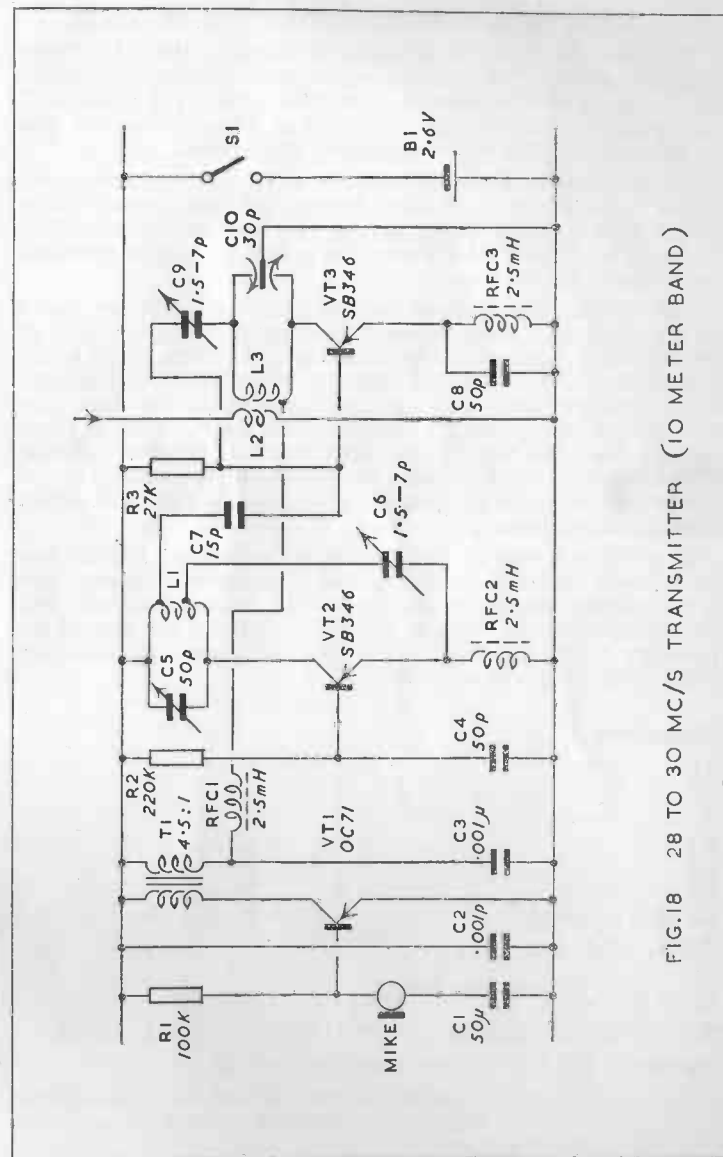 R1
100K
MIKE
C1
50µ
C2
.001p
VT1
OC71
T1
4.5:1
RFC1
2.5mH
C3
.001µ
R2
220K
C4
50p
C5
50p
L1
VT2
SB346
RFC2
2.5mH
C6
1.5-7p
C7
15p
R3
27K
L2
L3
C9
1.5-7p
C10
30p
VT3
SB346
C8
50p
RFC3
2.5mH
S1
B1
2.6V
FIG.18 28 TO 30 MC/S TRANSMITTER (10 METER BAND)